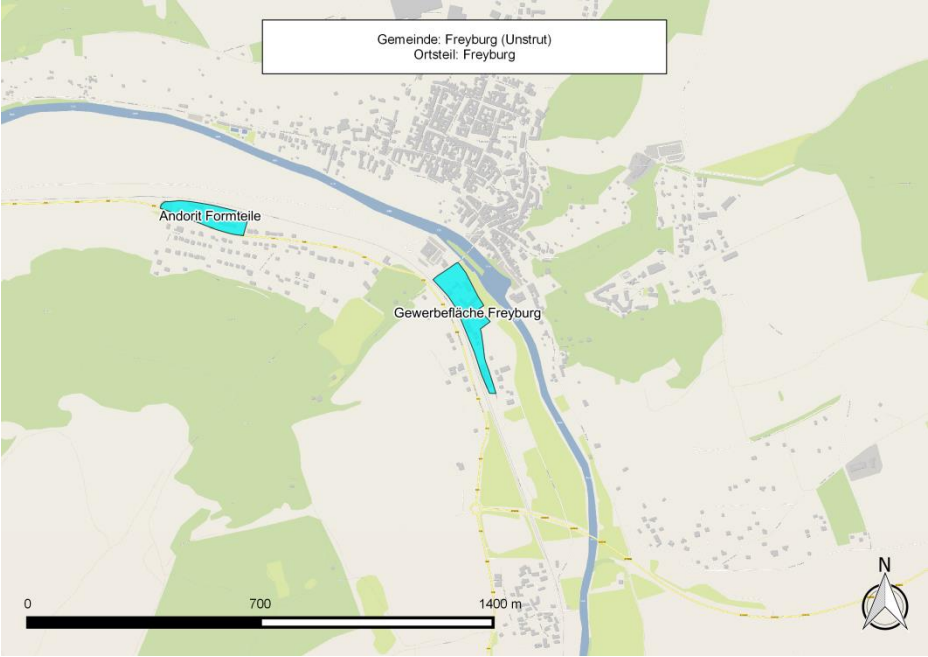 Gemeinde: Freyburg (Unstrut)
Ortsteil: Freyburg
Andorit Formteile
Gewerbefläche Freyburg
N
0 700 1400 m